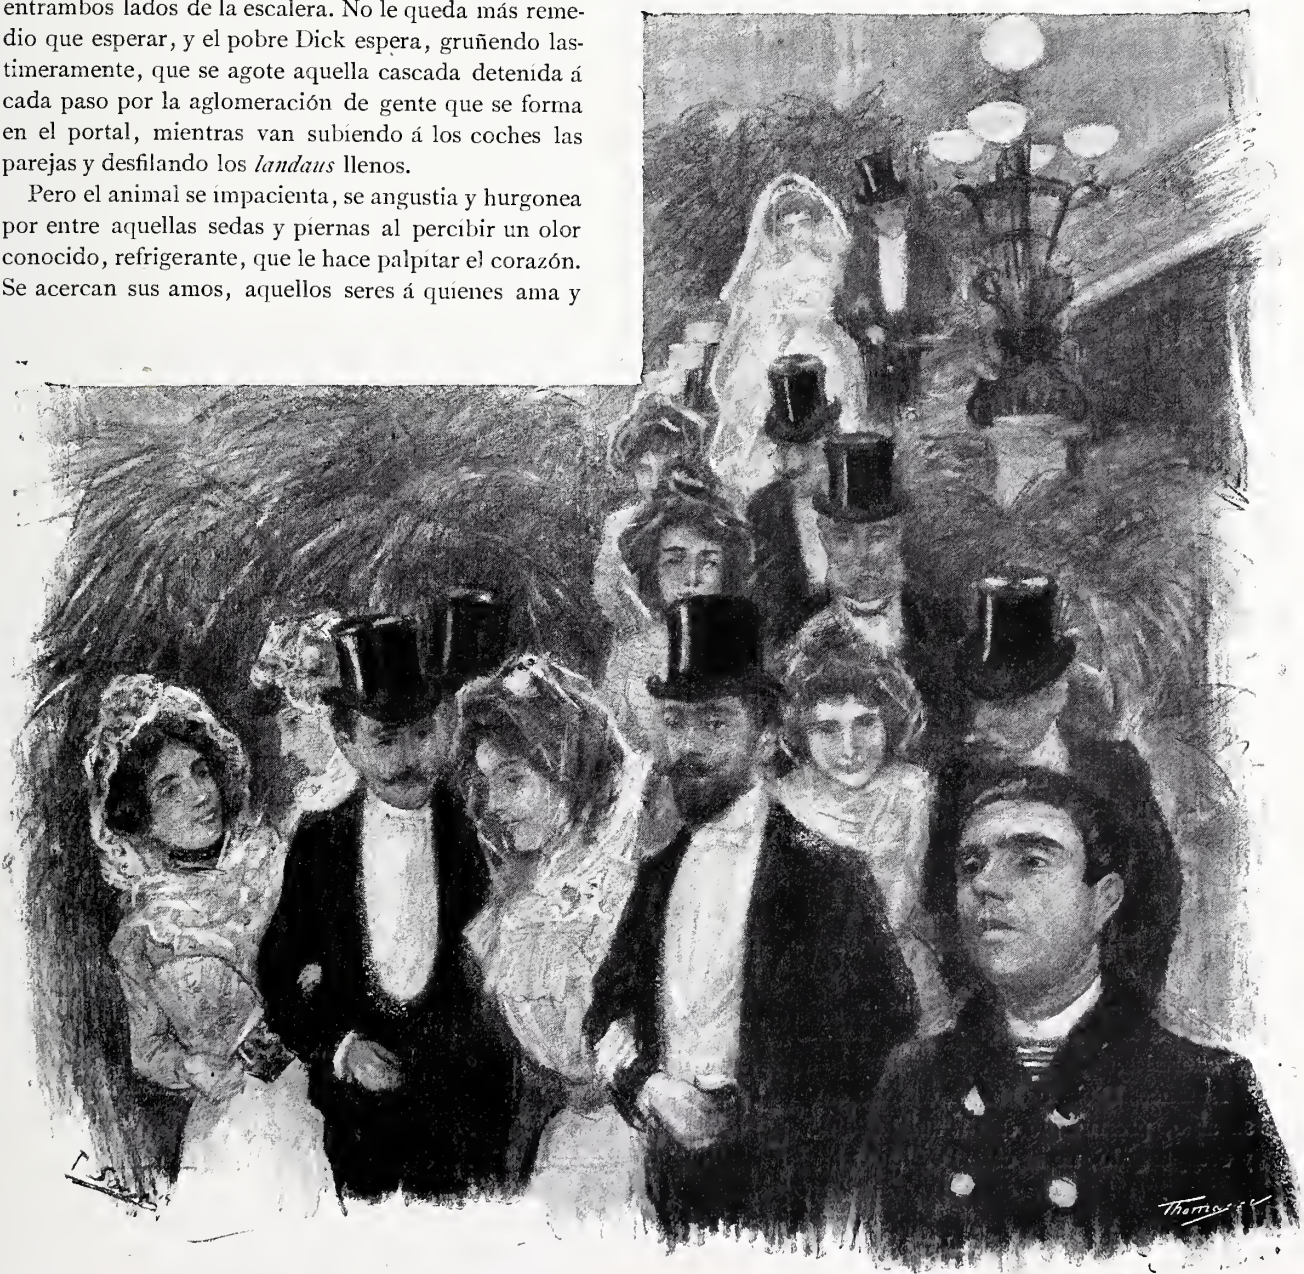 entrambos lados de la escalera. No le queda más reme-
dio que esperar, y el pobre Dick espera, gruñendo las-
timeramente, que se agote aquella cascada detenida á
cada paso por la aglomeración de gente que se forma
en el portal, mientras van subiendo á los coches las
parejas y desfilando los landaus llenos.
Pero el animal se impacienta, se angustia y hurgonea
por entre aquellas sedas y piernas al percibir un olor
conocido, refrigerante, que le hace palpitar el corazón.
Se acercan sus amos, aquellos seres á quienes ama y